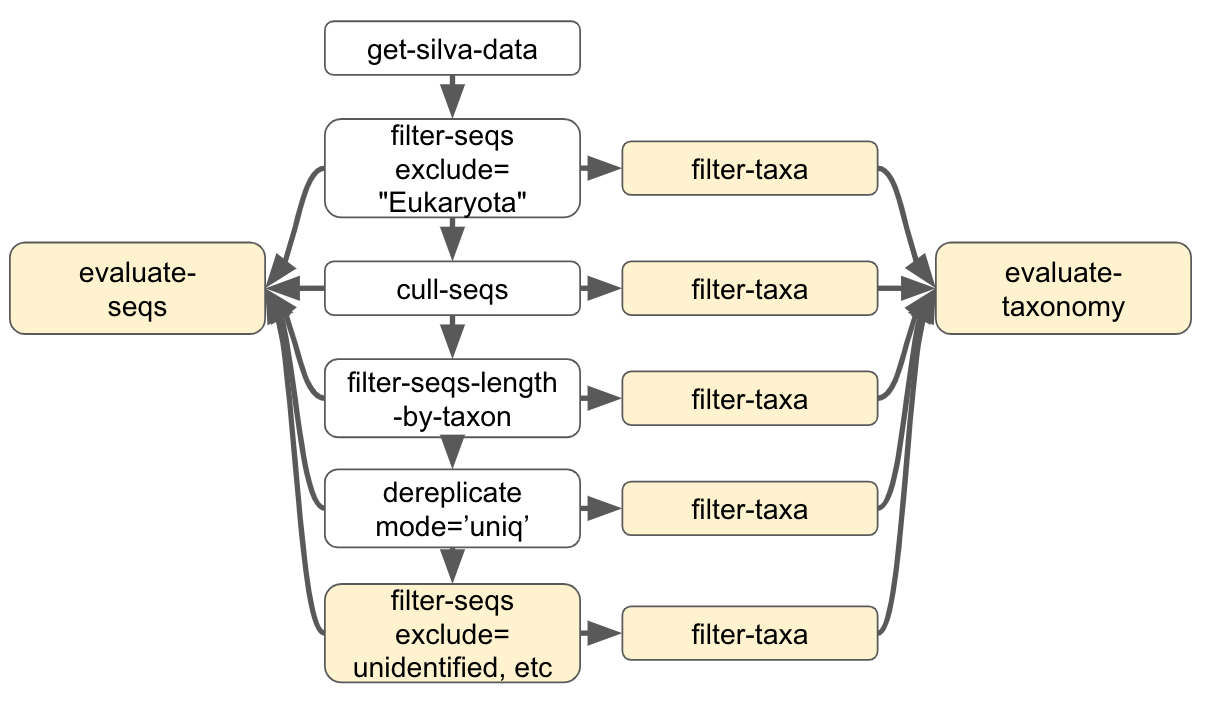 get-silva-data
filter-seqs
exclude=
"Eukaryota"
filter-taxa
evaluate-
seqs
cull-seqs
filter-taxa
evaluate-
taxonomy
filter-seqs-length
-by-taxon
filter-taxa
dereplicate
mode=’uniq’
filter-taxa
filter-seqs
exclude=
unidentified, etc
filter-taxa